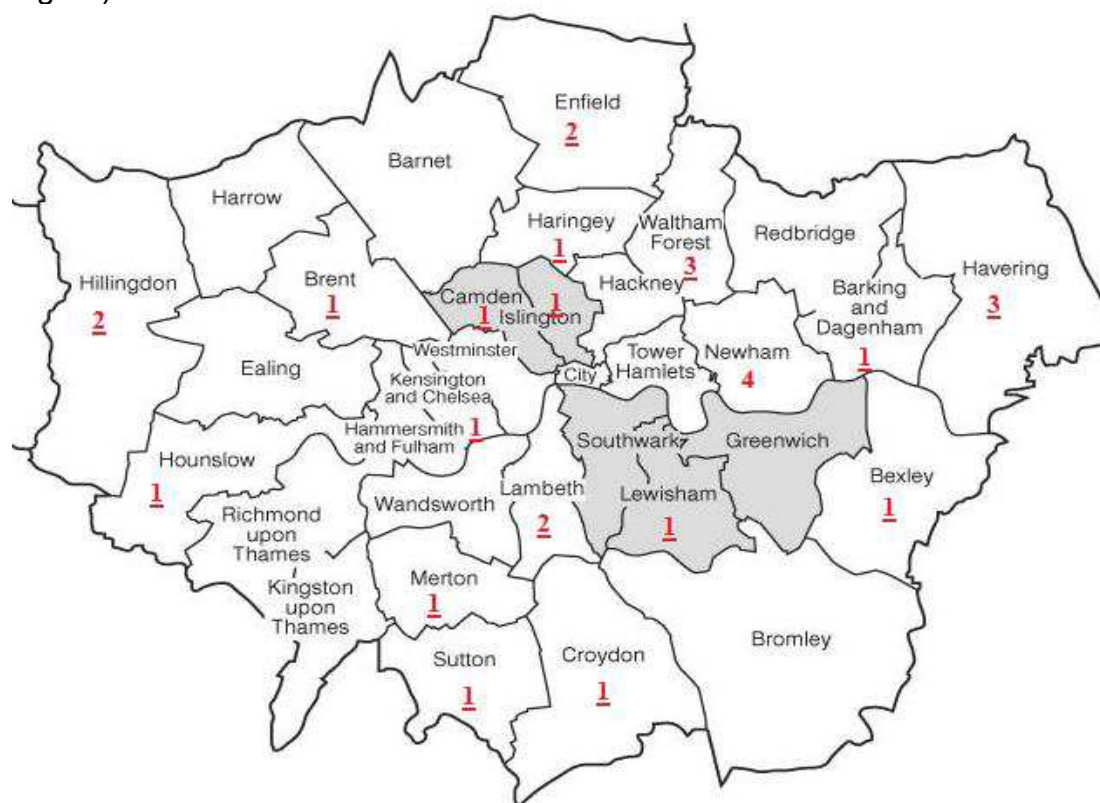 Enfield
2
Barnet
Harrow
Haringey
1
Waltham
Forest
3
Redbridge
Havering
3
Hillingdon
2
Brent
1
Hackney
Camden
1
Islington
1
Barking
and
Dagenham
1
Ealing
Westminster
City
Tower
Hamlets
Newham
4
Kensington
and Chelsea
1
Hammersmith
and Fulham
Hounslow
1
Southwark
Greenwich
Bexley
1
Wandsworth
Lambeth
2
Lewisham
1
Richmond
upon
Thames
Merton
1
Kingston
upon
Thames
Sutton
1
Croydon
1
Bromley